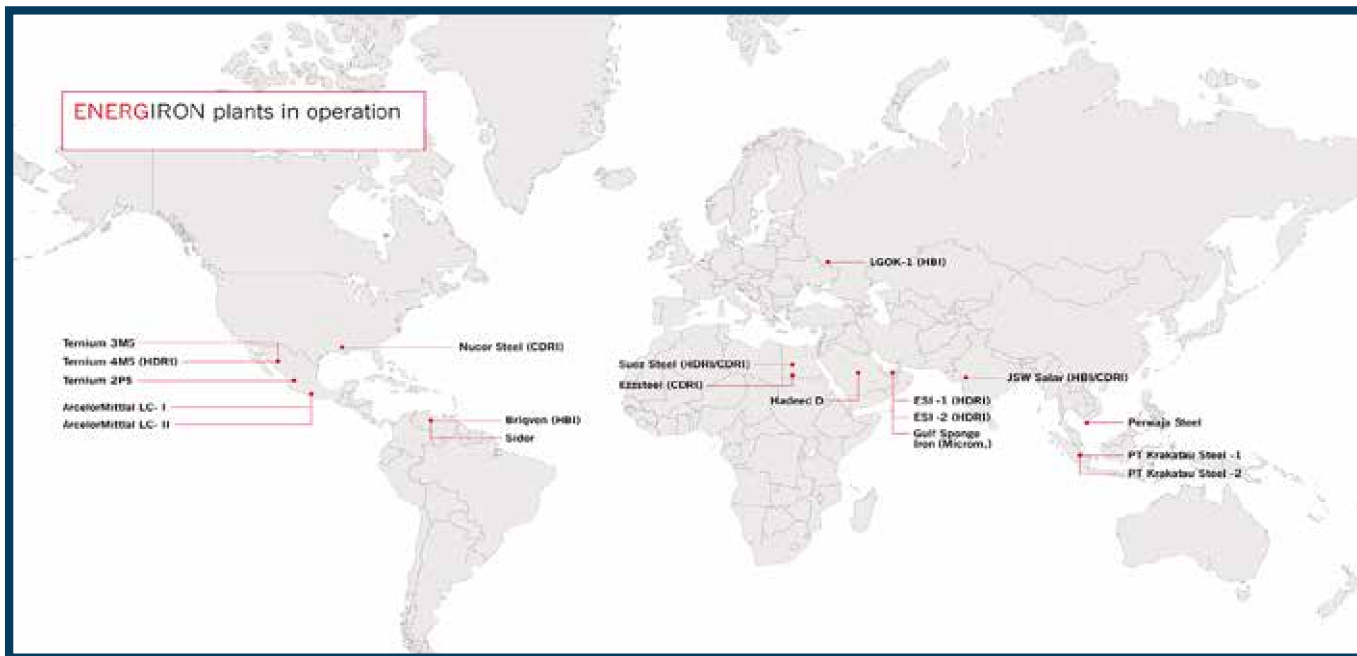 ENERGIRON plants in operation
LGOK-1 (HBI)
Ternium 3M5
Ternium 4M5 (HDRI)
Ternium 2P5
ArcelorMittal LC- I
ArcelorMittal LC- II
Nucor Steel (CDRI)
Briqven (HBI)
Sidor
Suez Steel (HDRI/CDRI)
Ezzsteel (CDRI)
Hadeed D
ESI -1 (HDRI)
ESI -2 (HDRI)
Gulf Sponge
Iron (Microm.)
JSW Salav (HBI/CDRI)
Perwaja Steel
PT Krakatau Steel -1
PT Krakatau Steel -2